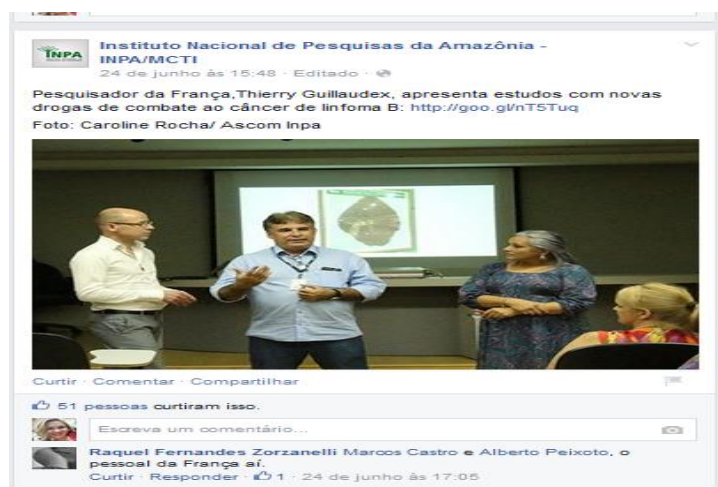 INPA
Instituto Nacional de Pesquisas da Amazônia -
INPA/MCTI
24 de junho às 15:48 · Editado ·
Pesquisador da França,Thierry Guillaudex, apresenta estudos com novas
drogas de combate ao câncer de linfoma B: http://goo.gl/nT5Tuq
Foto: Caroline Rocha/ Ascom Inpa
Curtir · Comentar · Compartilhar
51 pessoas curtiram isso.
Escreva um comentário...
Raquel Fernandes Zorzanelli Marcos Castro e Alberto Peixoto, o
pessoal da França aí.
Curtir · Responder · 1 · 24 de junho às 17:05